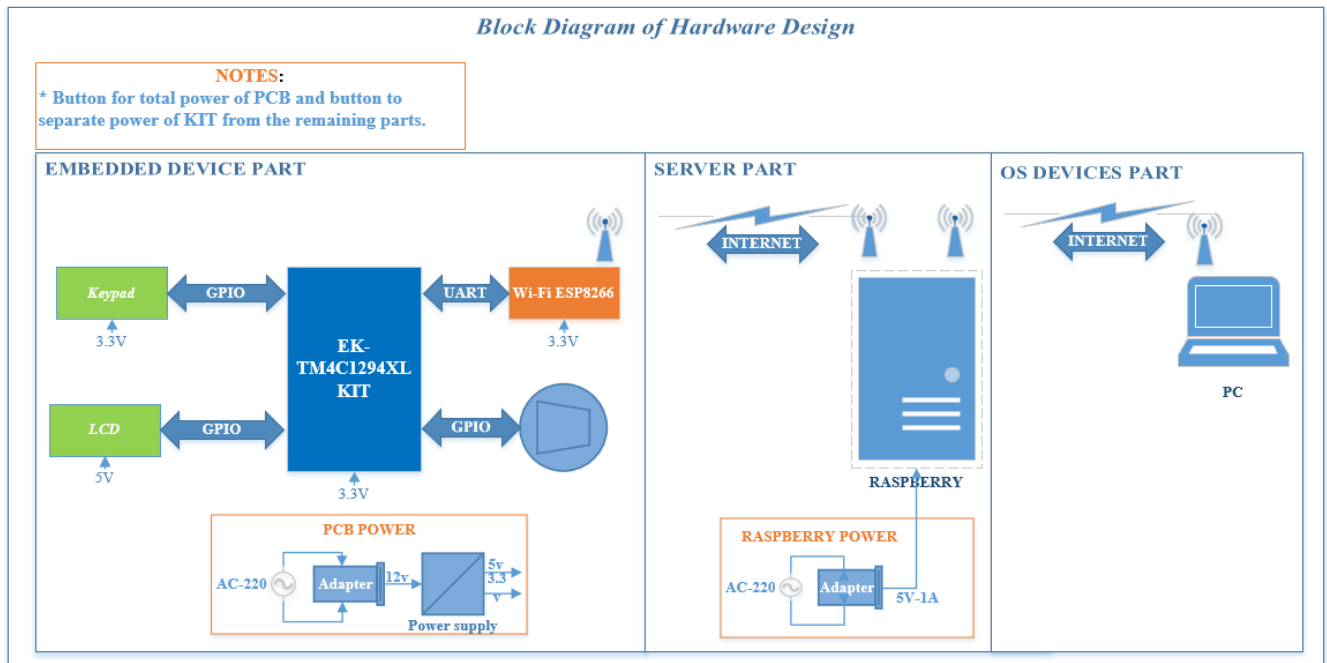 Block Diagram of Hardware Design
NOTES:
* Button for total power of PCB and button to
separate power of KIT from the remaining parts.
EMBEDDED DEVICE PART
Keypad
GPIO
3.3V
LCD
GPIO
5V
EK-
TM4C1294XL
KIT
3.3V
UART
Wi-Fi ESP8266
3.3V
GPIO
PCB POWER
AC-220
Adapter
12v
5v
3.3
v
Power supply
SERVER PART
INTERNET
RASPBERRY
RASPBERRY POWER
AC-220
Adapter
5V-1A
OS DEVICES PART
INTERNET
PC